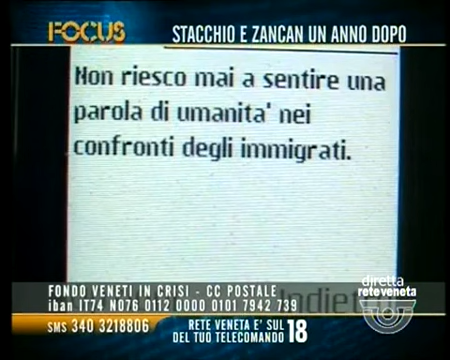 FOCUS
STACCHIO E ZANCAN UN ANNO DOPO
Non riesco mai a sentire una
parola di umanita' nei
confronti degli immigrati.
Indietro
diretta
reteveneta
FONDO VENETI IN CRISI - CC POSTALE
iban IT74 N076 0112 0000 0101 7942 739
SMS 340 3218806
RETE VENETA E' SUL
DEL TUO TELECOMANDO
18